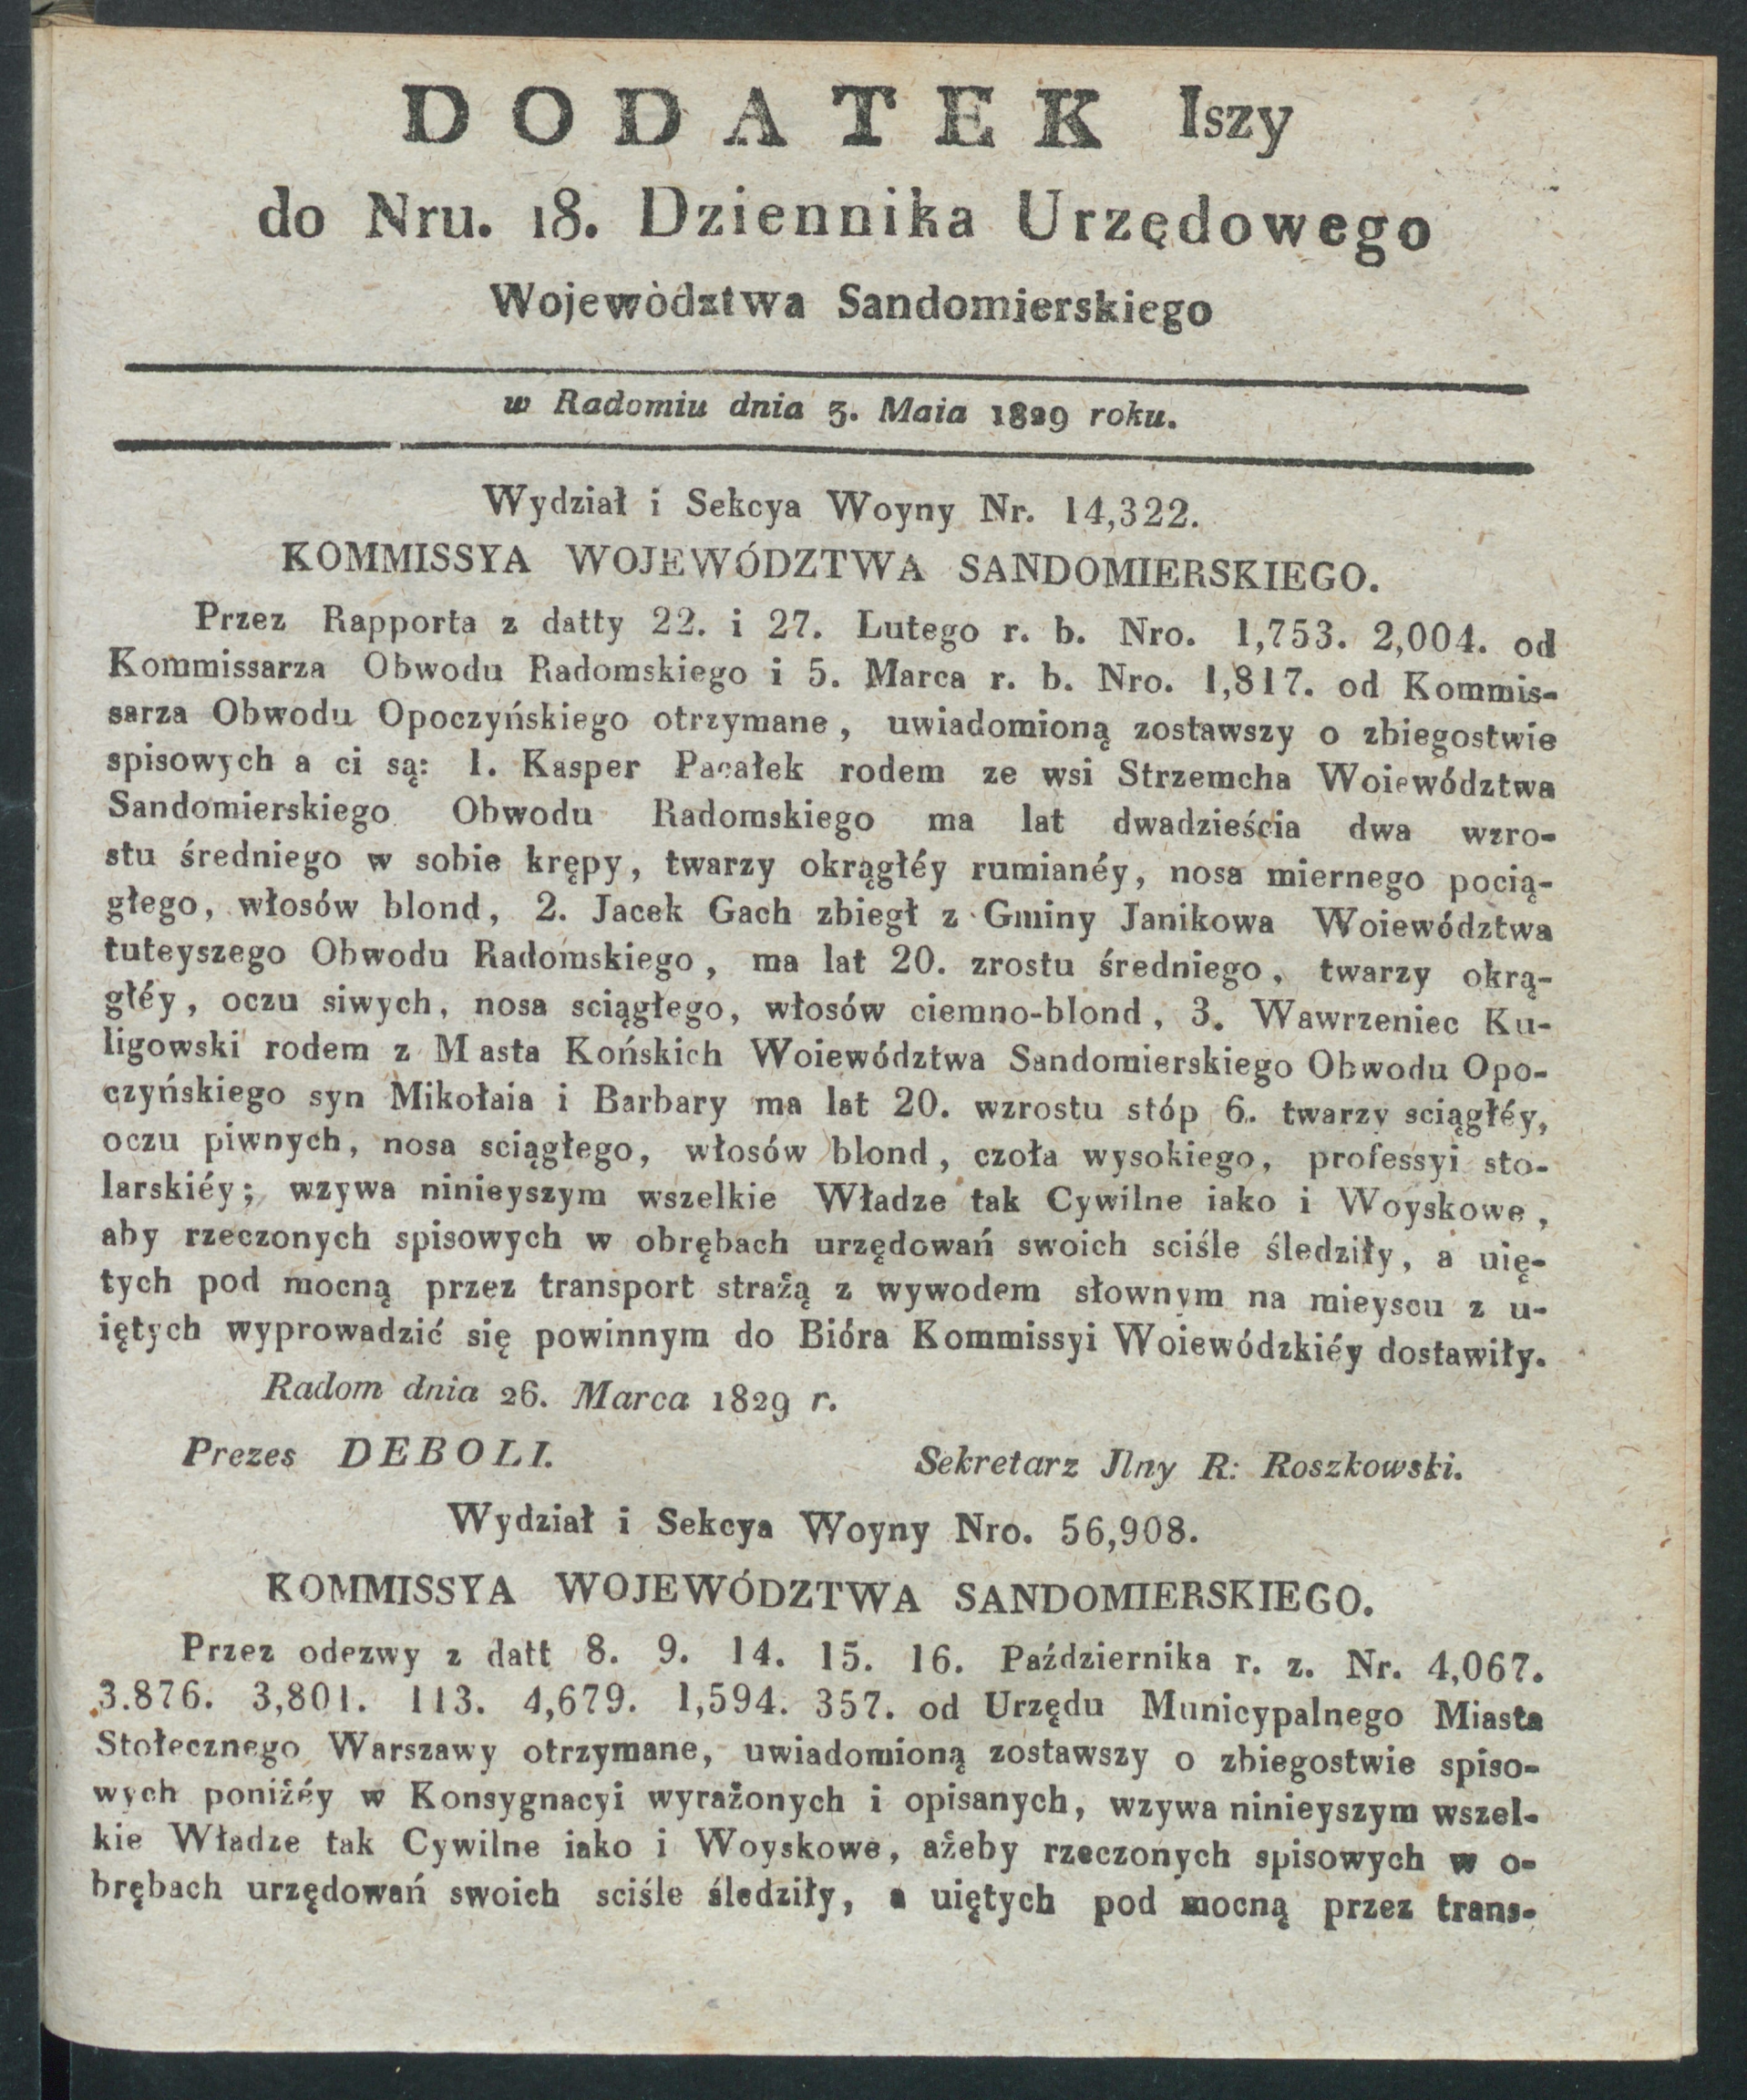 DODATEK Iszy
do Nru. 18. Dziennika Urzędowego
Wojewòdztwa Sandomierskiego
w Radomiu dnia 3. Maia 1829 roku.
Wydział i Sekcya Woyny Nr. 14,322.
KOMMISSYA WOJEWÓDZTWA SANDOMIERSKIEGO.
Przez Rapporta z datty 22. i 27. Lutego r. b. Nro. 1,753. 2,004. od
Kommissarza Obwodu Radomskiego i 5. Marca r. b. Nro. 1,817. od Kommis-
sarza Obwodu Opoczyńskiego otrzymane, uwiadomioną zostawszy o zbiegostwie
spisowych a ci są: 1. Kasper Pacałek rodem ze wsi Strzemcha Woiewództwa
Sandomierskiego Obwodu Radomskiego ma lat dwadzieścia dwa wzro-
stu średniego w sobie krępy, twarzy okrągłéy rumianéy, nosa miernego pocią-
głego, włosów blond, 2. Jacek Gach zbiegł z Gminy Janikowa Woiewództwa
tuteyszego Obwodu Radomskiego, ma lat 20. zrostu średniego, twarzy okrą-
głéy, oczu siwych, nosa sciągłego, włosów ciemno-blond, 3. Wawrzeniec Ku-
ligowski rodem z M asta Końskich Woiewództwa Sandomierskiego Obwodu Opo-
czyńskiego syn Mikołaia i Barbary ma lat 20. wzrostu stóp 6. twarzy sciągłéy,
oczu piwnych, nosa sciągłego, włosów blond, czoła wysokiego, professyi sto-
larskiéy; wzywa ninieyszym wszelkie Władze tak Cywilne iako i Woyskowe,
aby rzeczonych spisowych w obrębach urzędowań swoich sciśle śledziły, a uię-
tych pod mocną przez transport strażą z wywodem słownym na mieyscu z u-
iętych wyprowadzić się powinnym do Bióra Kommissyi Woiewódzkiéy dostawiły.
Radom dnia 26. Marca 1829 r.
Prezes DEBOLI. Sekretarz Jlny R: Roszkowski.
Wydział i Sekcya Woyny Nro. 56,908.
KOMMISSYA WOJEWÓDZTWA SANDOMIERSKIEGO.
Przez odezwy z datt 8. 9. 14. 15. 16. Października r. z. Nr. 4,067.
3.876. 3,801. 113. 4,679. 1,594. 357. od Urzędu Municypalnego Miasta
Stołecznego Warszawy otrzymane, uwiadomioną zostawszy o zbiegostwie spiso-
wych poniżéy w Konsygnacyi wyrażonych i opisanych, wzywa ninieyszym wszel-
kie Władze tak Cywilne iako i Woyskowe, ażeby rzeczonych spisowych w o-
brębach urzędowań swoich sciśle śledziły, a uiętych pod mocną przez trans-